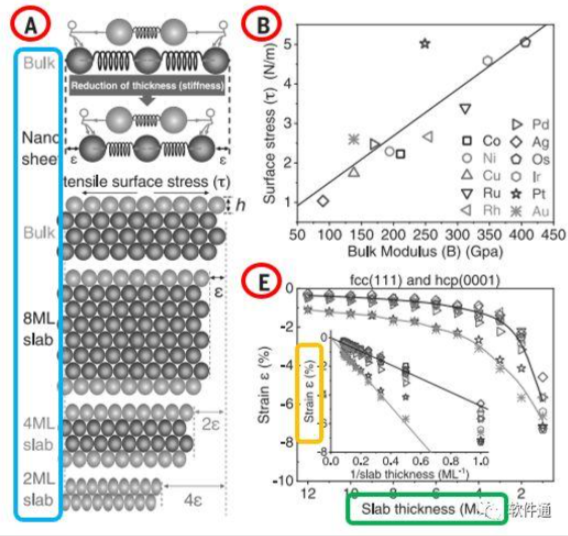 A
Bulk
Reduction of thickness (stiffness)
Nano
sheet
ε
ε
tensile surface stress (τ)
h
Bulk
ε
8ML
slab
4ML
slab
2ε
2ML
slab
4ε
B
Surface stress (τ) (N/m)
5
4
3
2
1
Co
Ni
Cu
Ru
Rh
Pd
Ag
Os
Ir
Pt
Au
50 100 150 200 250 300 350 400 450
Bulk Modulus (B) (Gpa)
E
fcc(111) and hcp(0001)
Strain ε (%)
0
-2
-4
-6
-8
-10
Strain ε (%)
0
-2
-4
-6
-8
0.0 0.2 0.4 0.6 0.8 1.0
1/slab thickness (ML⁻¹)
12 10 8 6 4 2
Slab thickness (ML
软件通